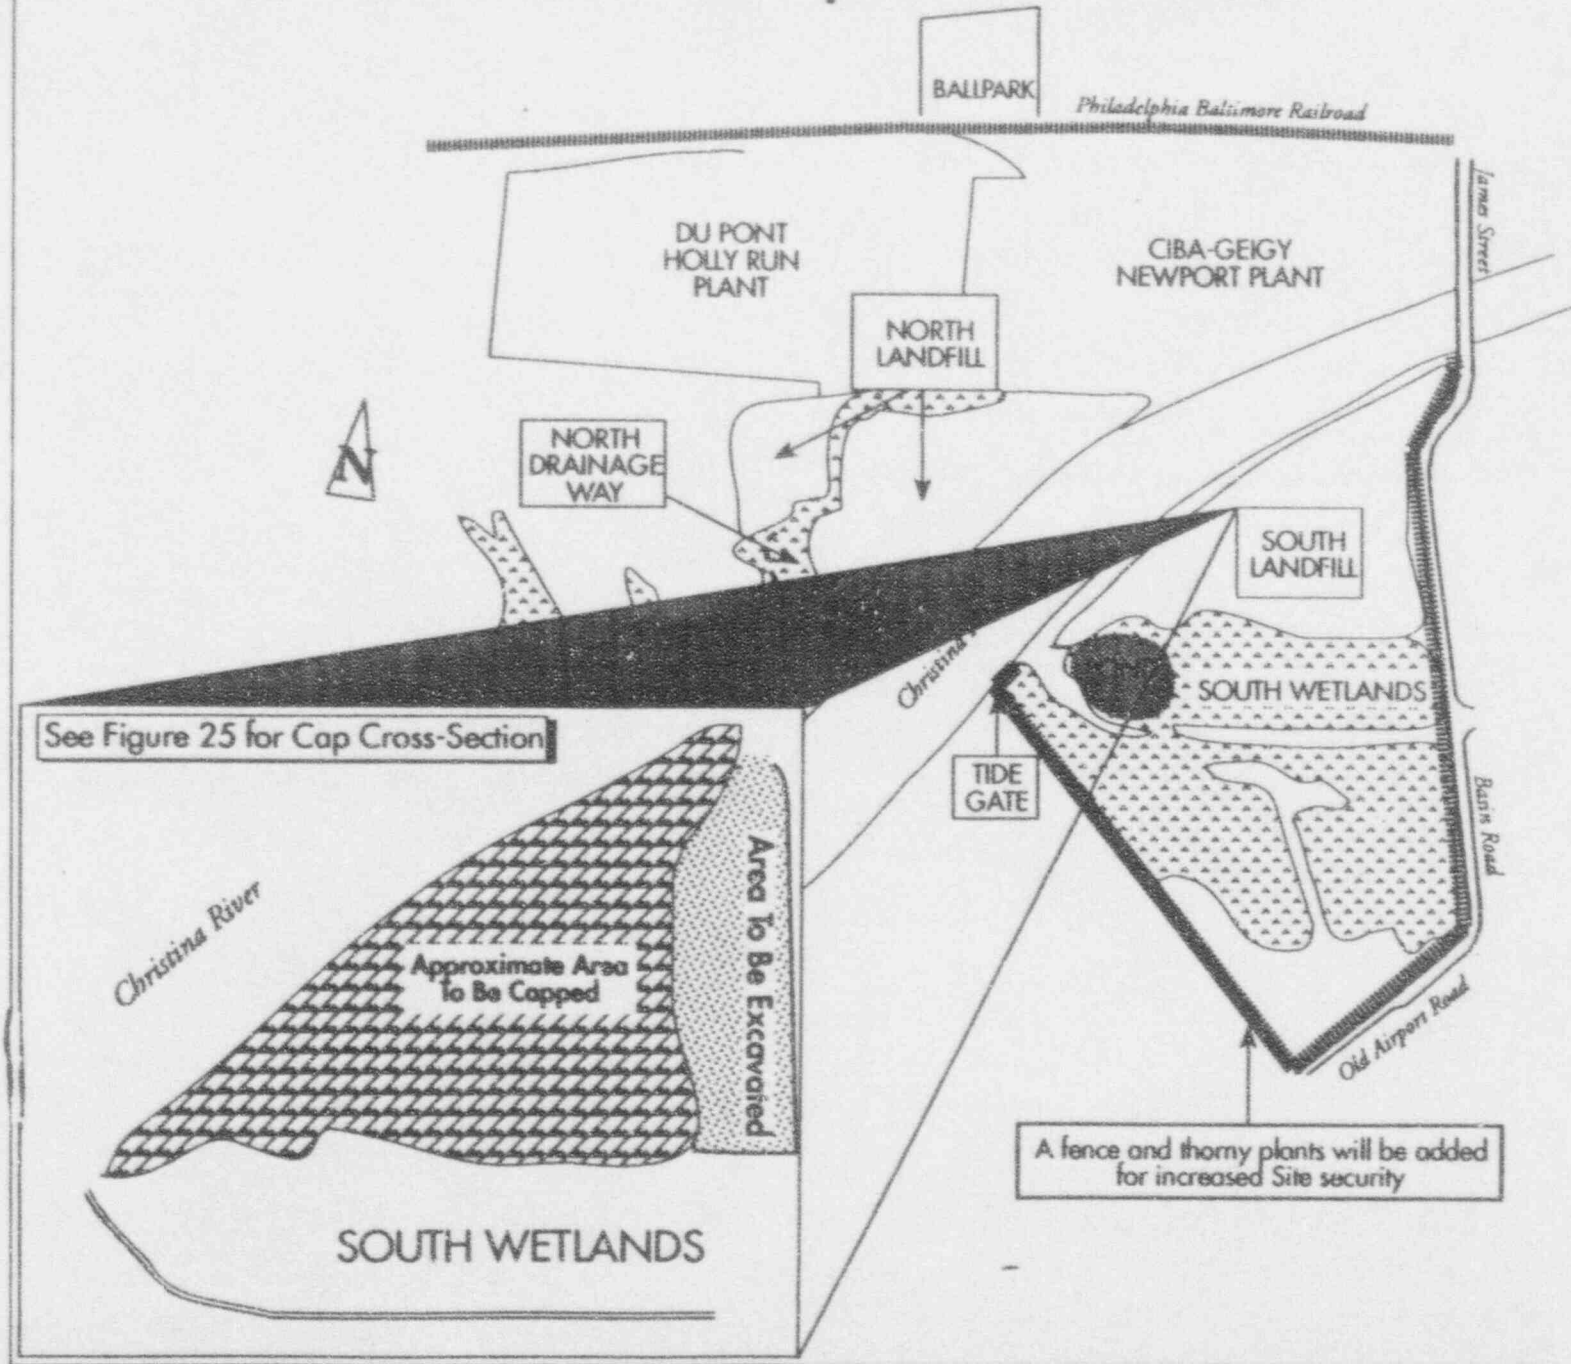 BALLPARK
Philadelphia Baltimore Railroad
James Street
DU PONT
HOLLY RUN
PLANT
CIBA-GEIGY
NEWPORT PLANT
NORTH
LANDFILL
N
NORTH
DRAINAGE
WAY
SOUTH
LANDFILL
Christina
SOUTH WETLANDS
See Figure 25 for Cap Cross-Section
TIDE
GATE
Basin Road
Area To Be Excavated
Christina River
Approximate Area
To Be Capped
Old Airport Road
A fence and thorny plants will be added
for increased Site security
SOUTH WETLANDS